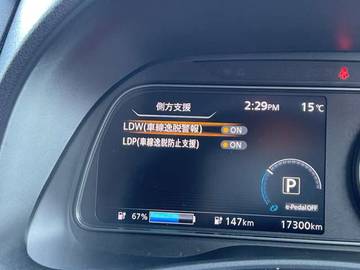 側方支援
2:29PM
15℃
LDW(車線逸脱警報)
ON
LDP(車線逸脱防止支援)
ON
P
e-Pedal OFF
67%
147km
17300km